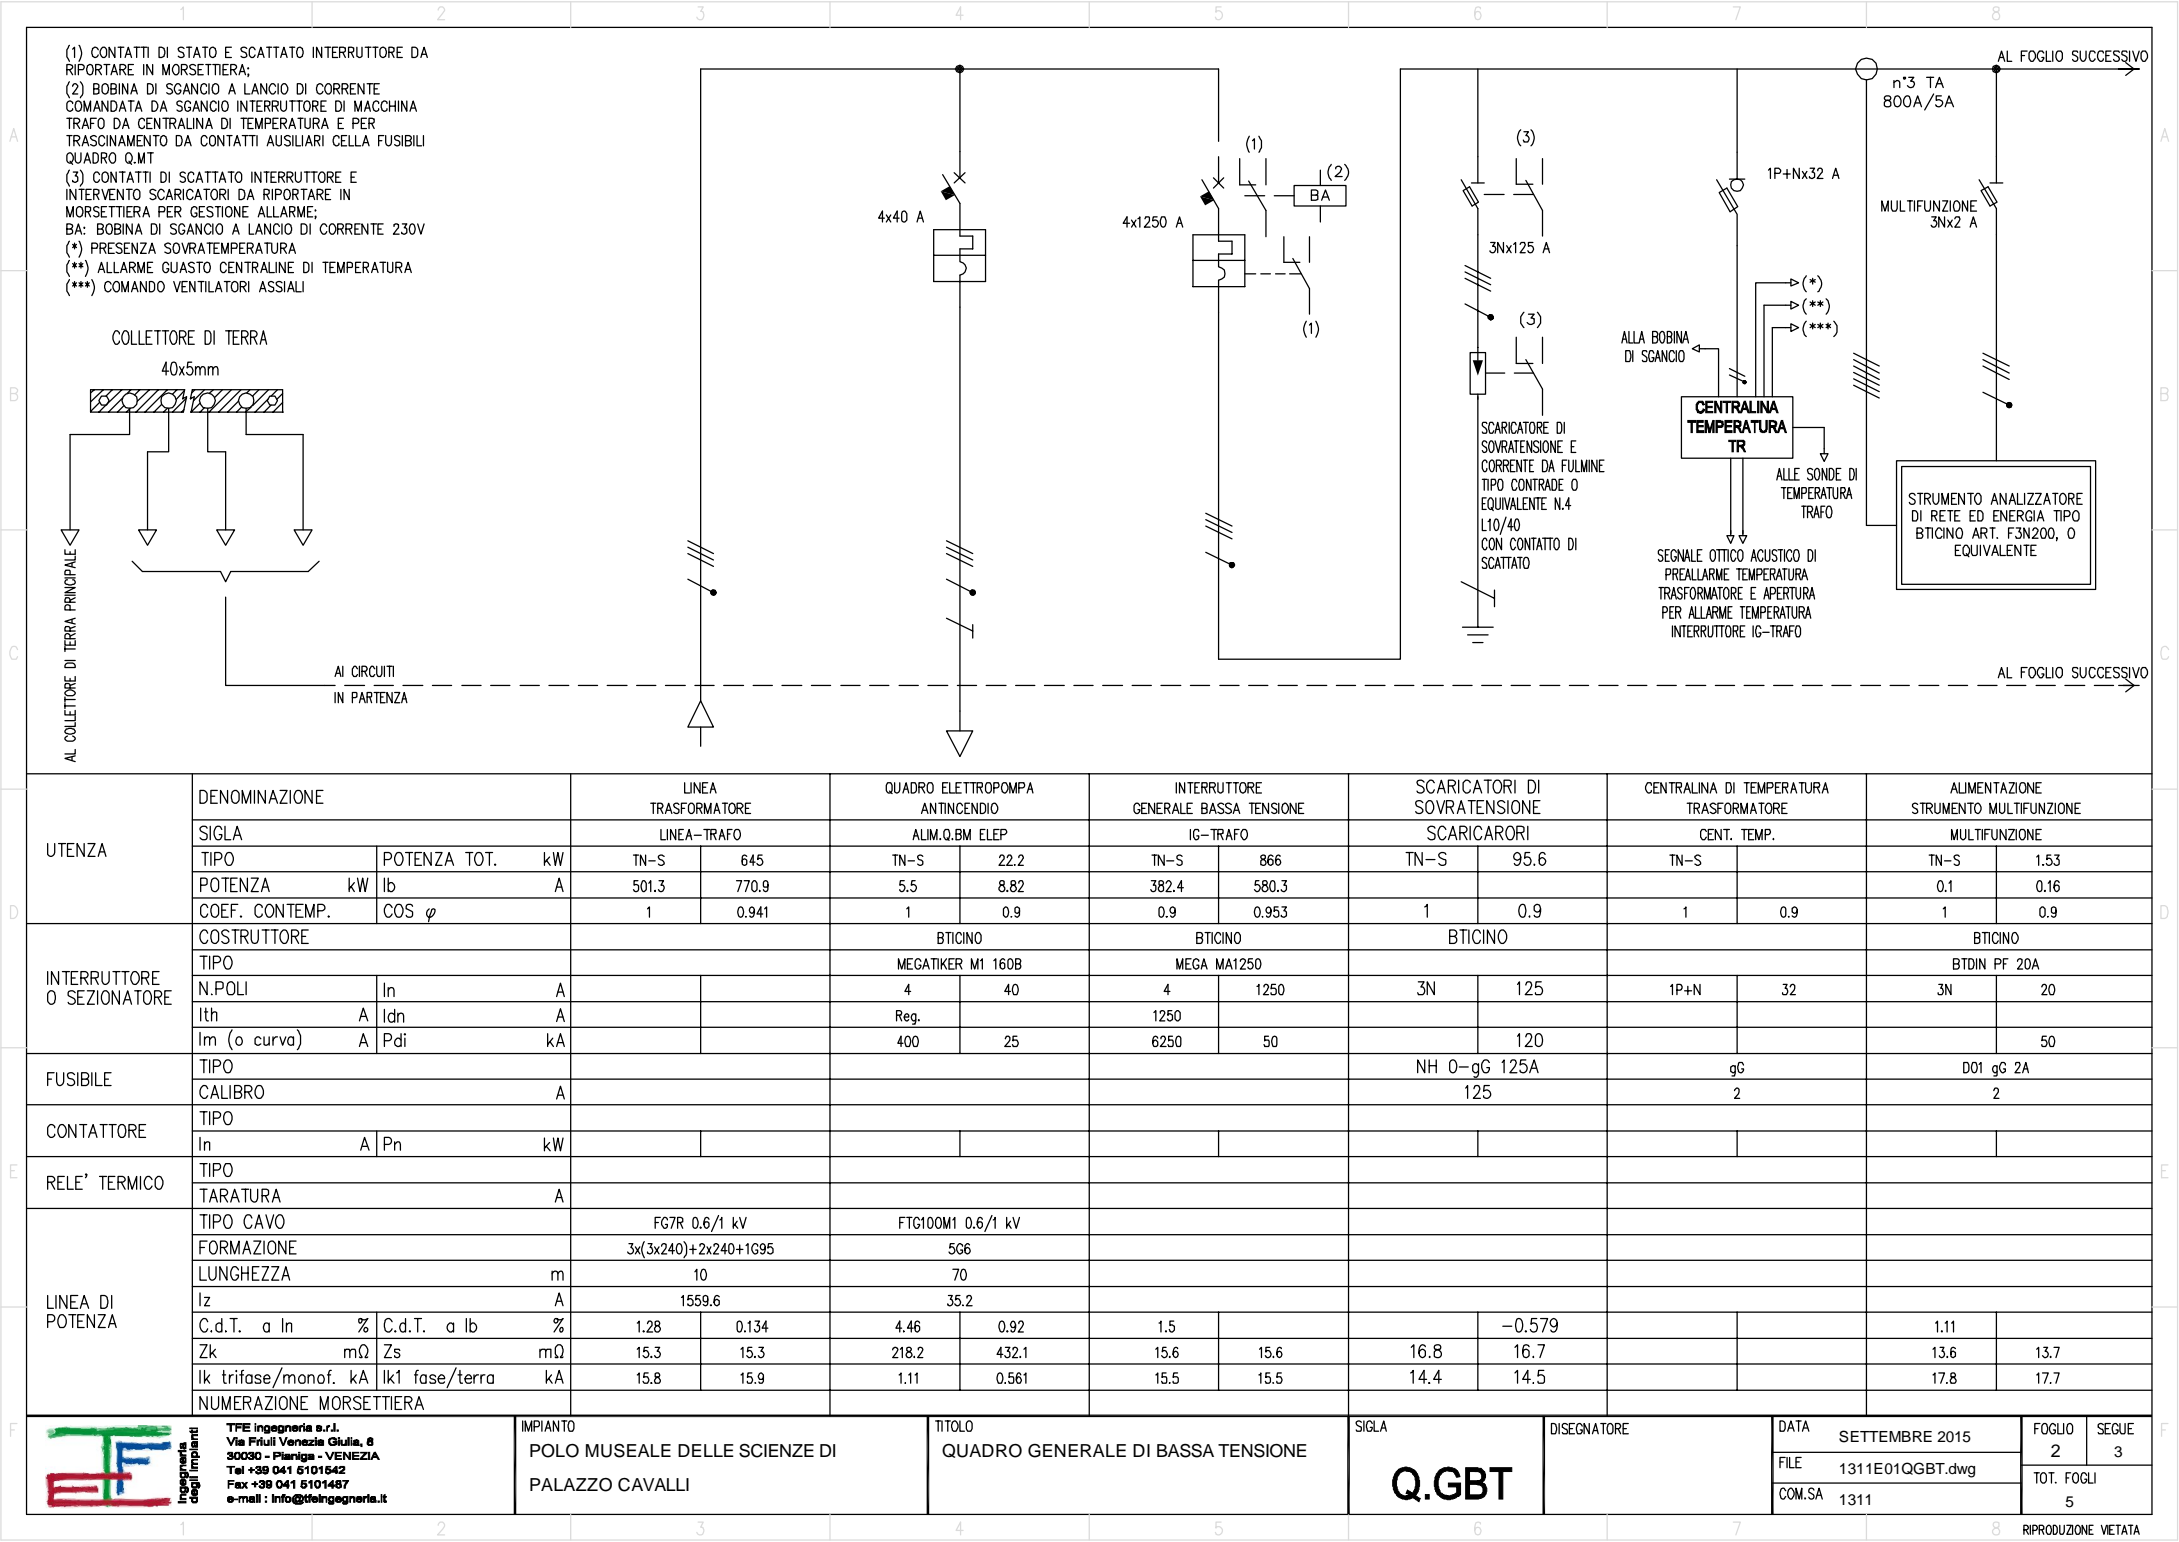 1 2 3 4 5 6 7 8
(1) CONTATTI DI STATO E SCATTATO INTERRUTTORE DA
RIPORTARE IN MORSETTIERA;
(2) BOBINA DI SGANCIO A LANCIO DI CORRENTE
COMANDATA DA SGANCIO INTERRUTTORE DI MACCHINA
TRAFO DA CENTRALINA DI TEMPERATURA E PER
TRASCINAMENTO DA CONTATTI AUSILIARI CELLA FUSIBILI
QUADRO Q.MT
(3) CONTATTI DI SCATTATO INTERRUTTORE E
INTERVENTO SCARICATORI DA RIPORTARE IN
MORSETTIERA PER GESTIONE ALLARME;
BA: BOBINA DI SGANCIO A LANCIO DI CORRENTE 230V
(*) PRESENZA SOVRATEMPERATURA
(**) ALLARME GUASTO CENTRALINE DI TEMPERATURA
(***) COMANDO VENTILATORI ASSIALI
COLLETTORE DI TERRA
40x5mm
AL COLLETTORE DI TERRA PRINCIPALE
AI CIRCUITI
IN PARTENZA
4x40 A
4x1250 A
(1)
(2)
BA
(1)
(3)
3Nx125 A
(3)
SCARICATORE DI
SOVRATENSIONE E
CORRENTE DA FULMINE
TIPO CONTRADE O
EQUIVALENTE N.4
L10/40
CON CONTATTO DI
SCATTATO
1P+Nx32 A
(*)
(**)
(***)
ALLA BOBINA
DI SGANCIO
CENTRALINA
TEMPERATURA
TR
ALLE SONDE DI
TEMPERATURA
TRAFO
SEGNALE OTTICO ACUSTICO DI
PREALLARME TEMPERATURA
TRASFORMATORE E APERTURA
PER ALLARME TEMPERATURA
INTERRUTTORE IG-TRAFO
AL FOGLIO SUCCESSIVO
n°3 TA
800A/5A
MULTIFUNZIONE
3Nx2 A
STRUMENTO ANALIZZATORE
DI RETE ED ENERGIA TIPO
BTICINO ART. F3N200, O
EQUIVALENTE
AL FOGLIO SUCCESSIVO
A A
B B
C C
D D
E E
F F
UTENZA
DENOMINAZIONE LINEA TRASFORMATORE QUADRO ELETTROPOMPA ANTINCENDIO INTERRUTTORE GENERALE BASSA TENSIONE SCARICATORI DI SOVRATENSIONE CENTRALINA DI TEMPERATURA TRASFORMATORE ALIMENTAZIONE STRUMENTO MULTIFUNZIONE
SIGLA LINEA-TRAFO ALIM.Q.BM ELEP IG-TRAFO SCARICARORI CENT. TEMP. MULTIFUNZIONE
TIPO POTENZA TOT. kW TN-S 645 TN-S 22.2 TN-S 866 TN-S 95.6 TN-S TN-S 1.53
POTENZA kW Ib A 501.3 770.9 5.5 8.82 382.4 580.3 0.1 0.16
COEF. CONTEMP. COS φ 1 0.941 1 0.9 0.9 0.953 1 0.9 1 0.9 1 0.9
INTERRUTTORE
O SEZIONATORE
COSTRUTTORE BTICINO BTICINO BTICINO BTICINO
TIPO MEGATIKER M1 160B MEGA MA1250 BTDIN PF 20A
N.POLI In A 4 40 4 1250 3N 125 1P+N 32 3N 20
Ith A Idn A Reg. 1250
Im (o curva) A Pdi kA 400 25 6250 50 120 50
FUSIBILE
TIPO NH 0-gG 125A gG D01 gG 2A
CALIBRO A 125 2 2
CONTATTORE
TIPO
In A Pn kW
RELE' TERMICO
TIPO
TARATURA A
LINEA DI
POTENZA
TIPO CAVO FG7R 0.6/1 kV FTG100M1 0.6/1 kV
FORMAZIONE 3x(3x240)+2x240+1G95 5G6
LUNGHEZZA m 10 70
Iz A 1559.6 35.2
C.d.T. a In % C.d.T. a Ib % 1.28 0.134 4.46 0.92 1.5 -0.579 1.11
Zk mΩ Zs mΩ 15.3 15.3 218.2 432.1 15.6 15.6 16.8 16.7 13.6 13.7
Ik trifase/monof. kA Ik1 fase/terra kA 15.8 15.9 1.11 0.561 15.5 15.5 14.4 14.5 17.8 17.7
NUMERAZIONE MORSETTIERA
TFE
Ingegneria
degli Impianti
TFE ingegneria s.r.l.
Via Friuli Venezia Giulia, 8
30030 - Pianiga - VENEZIA
Tel +39 041 5101542
Fax +39 041 5101487
e-mail : info@tfeingegneria.it
IMPIANTO
POLO MUSEALE DELLE SCIENZE DI
PALAZZO CAVALLI
TITOLO
QUADRO GENERALE DI BASSA TENSIONE
SIGLA
Q.GBT
DISEGNATORE
DATA SETTEMBRE 2015
FILE 1311E01QGBT.dwg
COM.SA 1311
FOGLIO 2
SEGUE 3
TOT. FOGLI
5
1 2 3 4 5 6 7 8
RIPRODUZIONE VIETATA